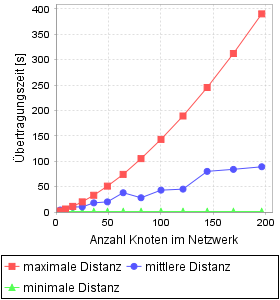 Übertragungszeit [s]
400
350
300
250
200
150
100
50
0
0 50 100 150 200
Anzahl Knoten im Netzwerk
maximale Distanz mittlere Distanz
minimale Distanz